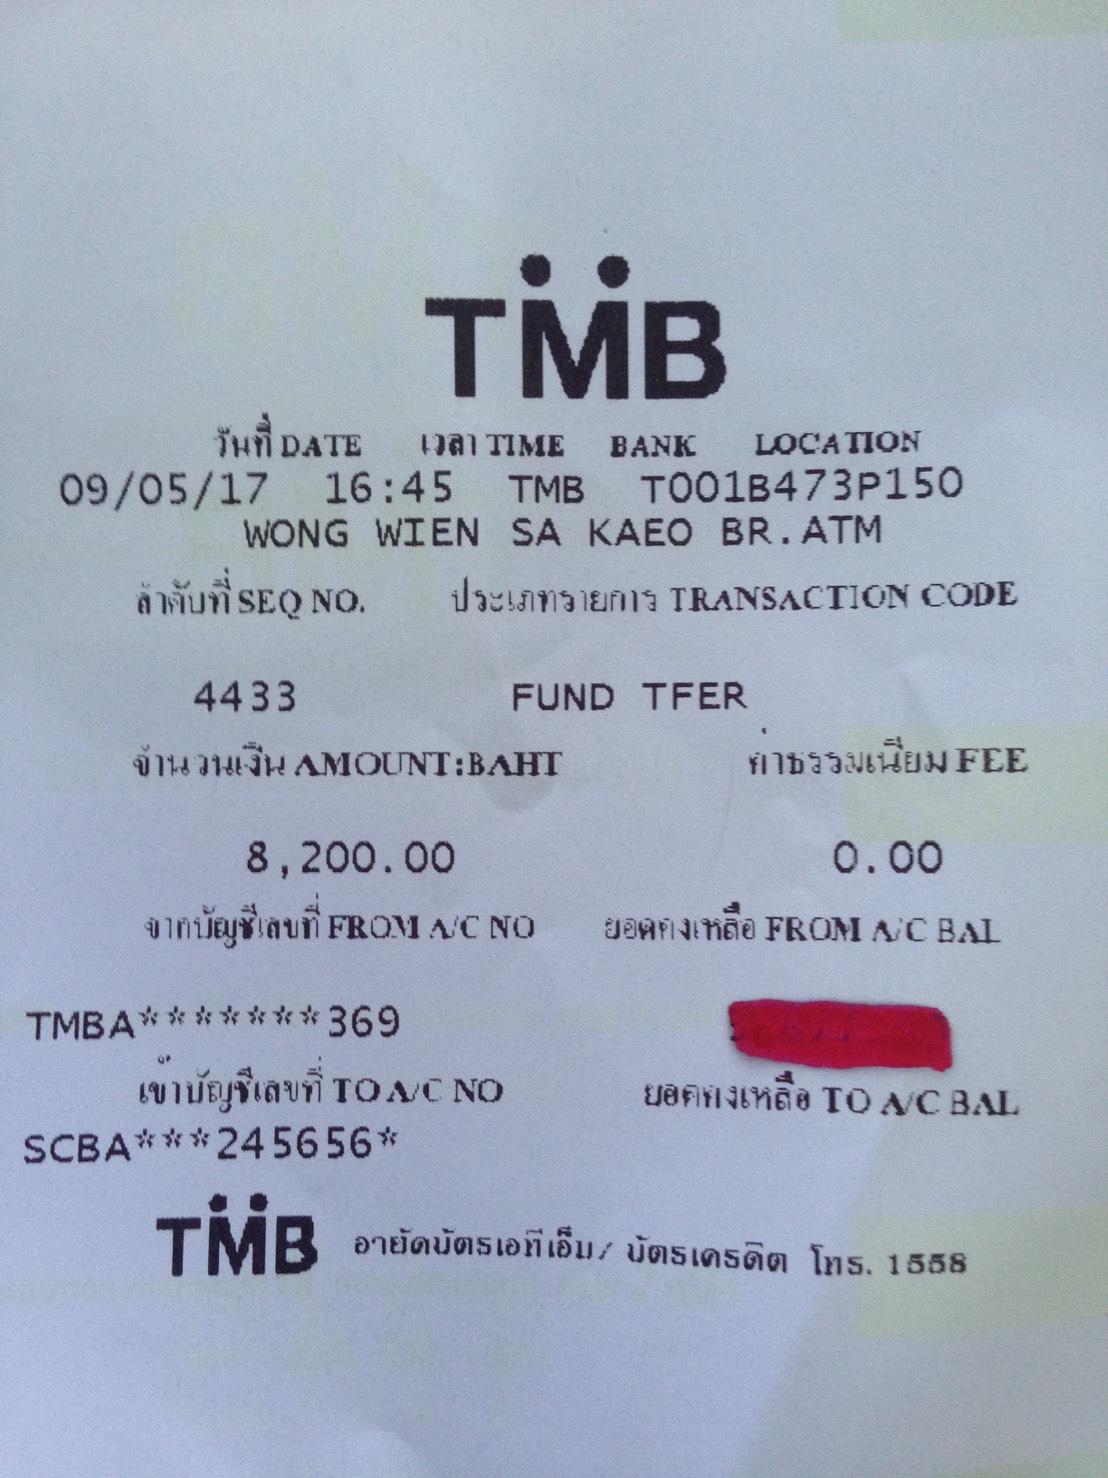 TMB
วันที่ DATE เวลา TIME BANK LOCATION
09/05/17 16:45 TMB T001B473P150
WONG WIEN SA KAEO BR.ATM
ลำดับที่ SEQ NO. ประเภทรายการ TRANSACTION CODE
4433 FUND TFER
จำนวนเงิน AMOUNT:BAHT ค่าธรรมเนียม FEE
8,200.00 0.00
จากบัญชีเลขที่ FROM A/C NO ยอดคงเหลือ FROM A/C BAL
TMBA*******369
เข้าบัญชีเลขที่ TO A/C NO ยอดคงเหลือ TO A/C BAL
SCBA***245656*
TMB อายัดบัตรเอทีเอ็ม/ บัตรเครดิต โทร. 1558